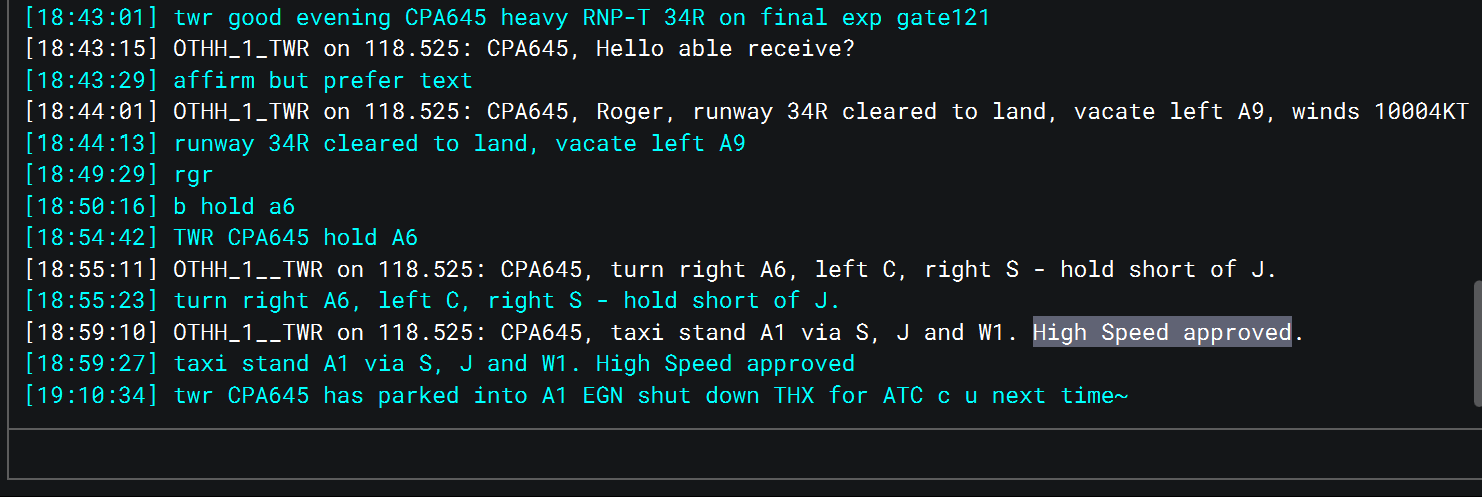 [18:43:01] twr good evening CPA645 heavy RNP-T 34R on final exp gate121
[18:43:15] OTHH_1_TWR on 118.525: CPA645, Hello able receive?
[18:43:29] affirm but prefer text
[18:44:01] OTHH_1_TWR on 118.525: CPA645, Roger, runway 34R cleared to land, vacate left A9, winds 10004KT
[18:44:13] runway 34R cleared to land, vacate left A9
[18:49:29] rgr
[18:50:16] b hold a6
[18:54:42] TWR CPA645 hold A6
[18:55:11] OTHH_1__TWR on 118.525: CPA645, turn right A6, left C, right S - hold short of J.
[18:55:23] turn right A6, left C, right S - hold short of J.
[18:59:10] OTHH_1__TWR on 118.525: CPA645, taxi stand A1 via S, J and W1. High Speed approved.
[18:59:27] taxi stand A1 via S, J and W1. High Speed approved
[19:10:34] twr CPA645 has parked into A1 EGN shut down THX for ATC c u next time~